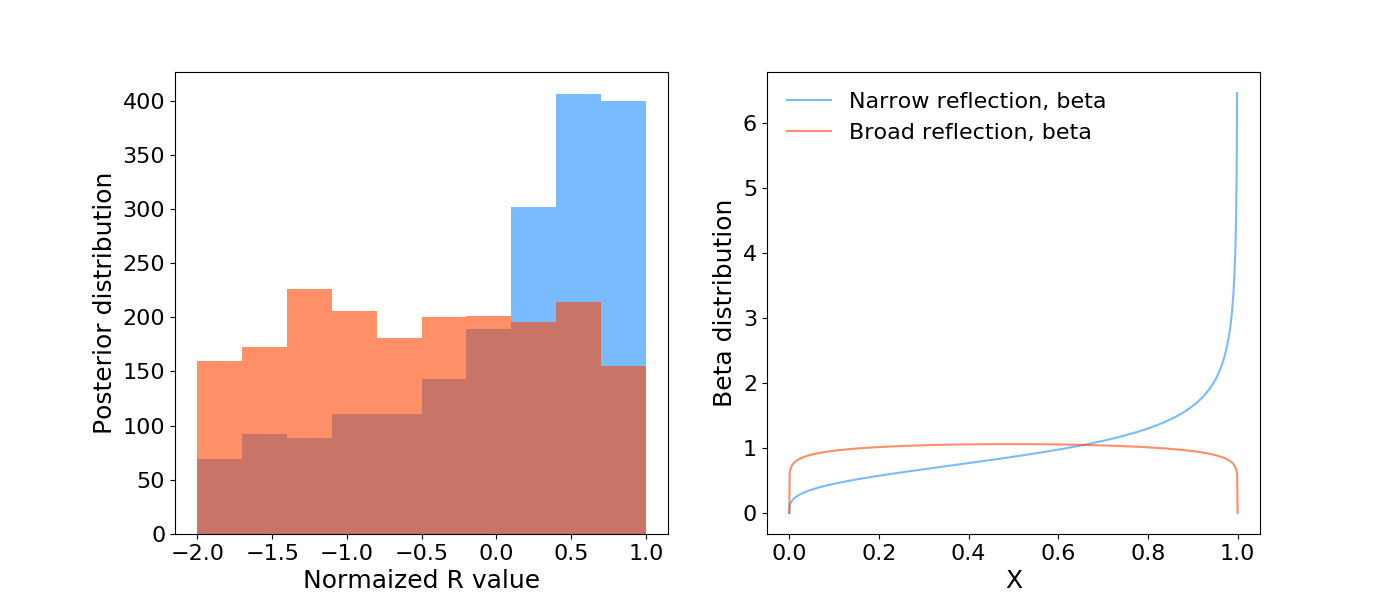 400
350
300
250
200
150
100
50
0
Posterior distribution
−2.0 −1.5 −1.0 −0.5 0.0 0.5 1.0
Normaized R value
Narrow reflection, beta
Broad reflection, beta
6
5
4
3
2
1
0
Beta distribution
0.0 0.2 0.4 0.6 0.8 1.0
X